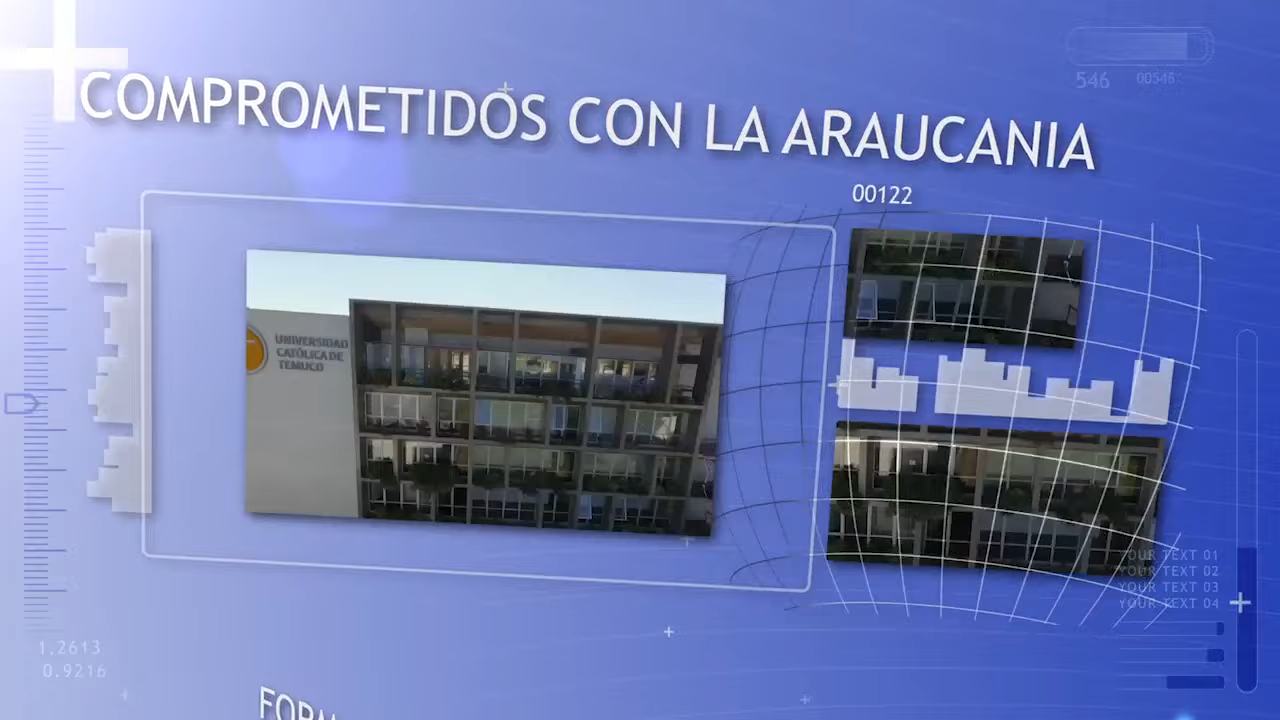 546
00546
COMPROMETIDOS CON LA ARAUCANIA
00122
UNIVERSIDAD
CATÓLICA DE
TEMUCO
YOUR TEXT 01
YOUR TEXT 02
YOUR TEXT 03
YOUR TEXT 04
1.2613
0.9216